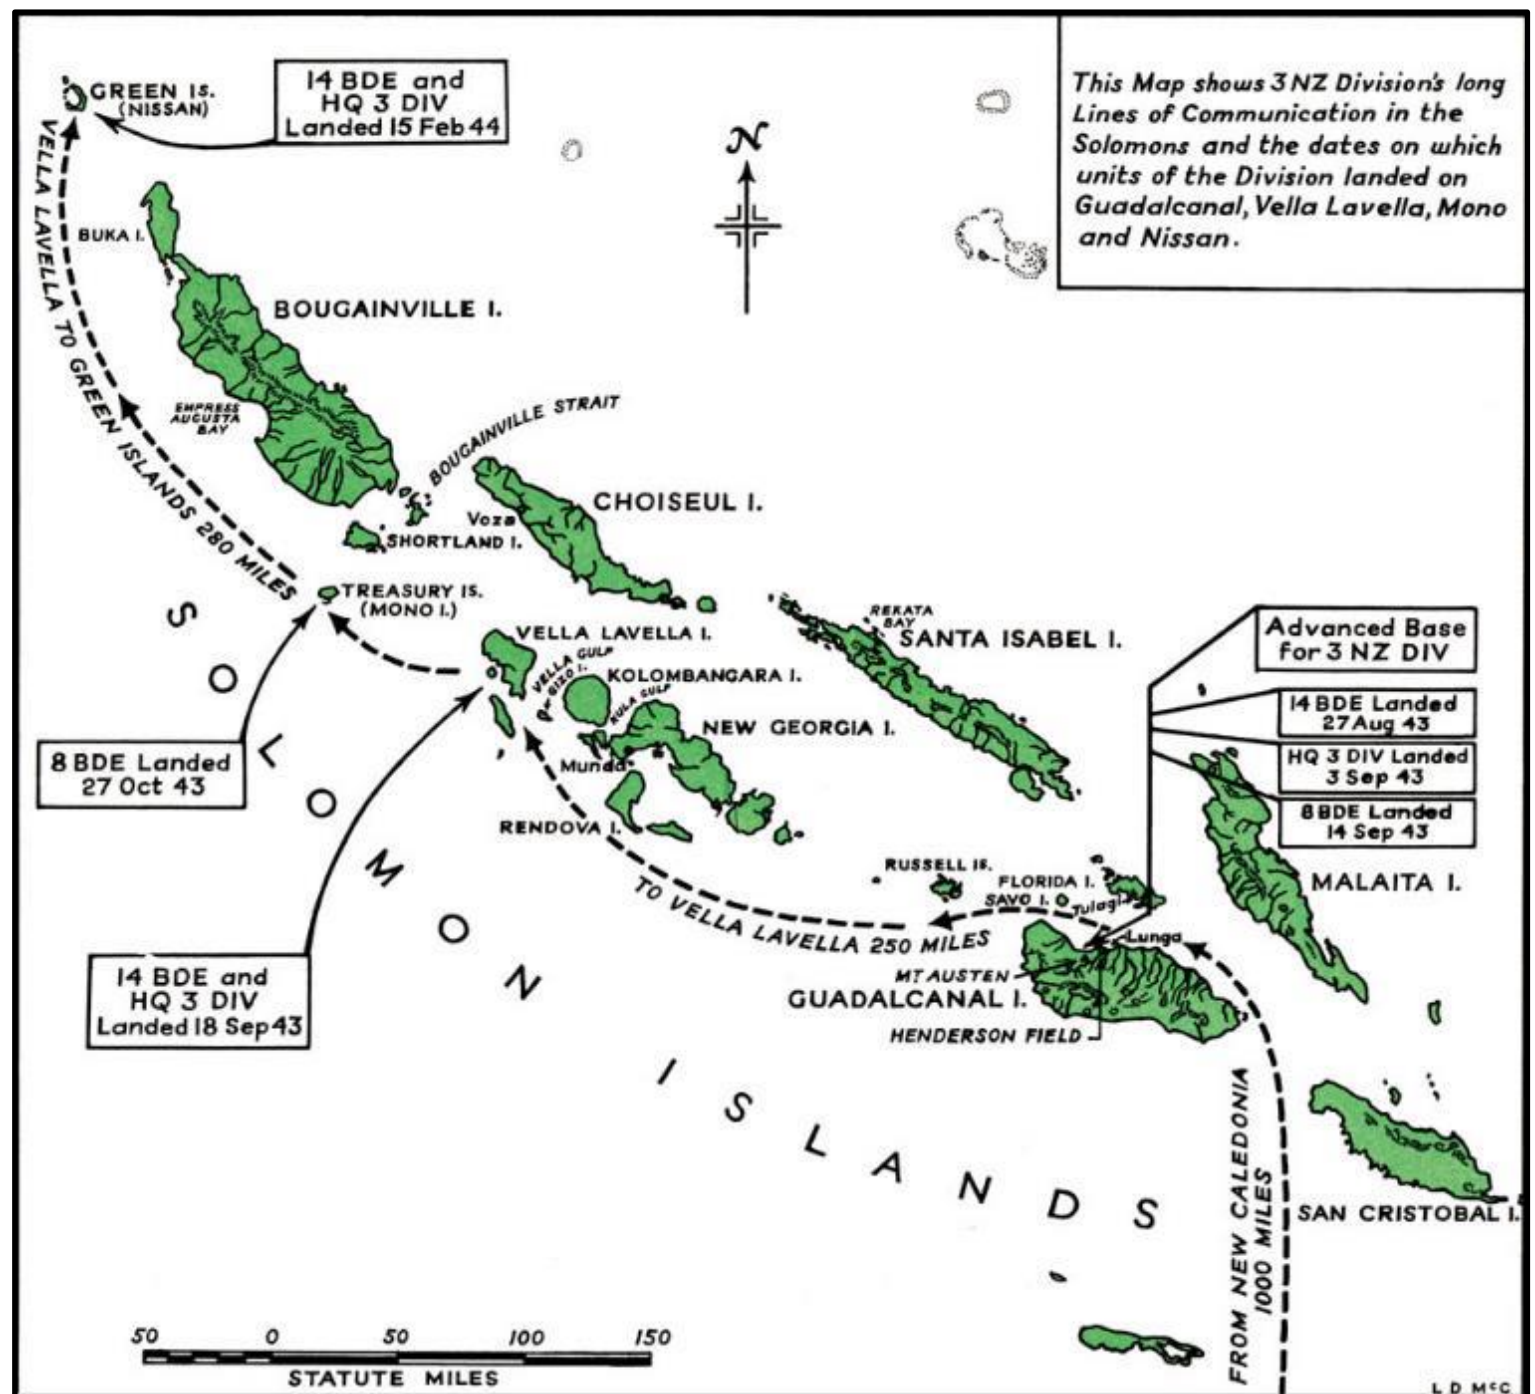 This Map shows 3 NZ Division's long
Lines of Communication in the
Solomons and the dates on which
units of the Division landed on
Guadalcanal, Vella Lavella, Mono
and Nissan.
GREEN IS.
(NISSAN)
14 BDE and
HQ 3 DIV
Landed 15 Feb 44
N
BUKA I.
BOUGAINVILLE I.
EMPRESS
AUGUSTA
BAY
BOUGAINVILLE STRAIT
VELLA LAVELLA TO GREEN ISLANDS 280 MILES
CHOISEUL I.
Voza
SHORTLAND I.
TREASURY IS.
(MONO I.)
VELLA LAVELLA I.
VELLA GULF
GIZO I.
KOLOMBANGARA I.
KULA GULF
NEW GEORGIA I.
Munda
RENDOVA I.
REKATA
BAY
SANTA ISABEL I.
Advanced Base
for 3 NZ DIV
14 BDE Landed
27 Aug 43
HQ 3 DIV Landed
3 Sep 43
8 BDE Landed
14 Sep 43
8 BDE Landed
27 Oct 43
MALAITA I.
RUSSELL IS.
FLORIDA I.
SAVO I.
Tulagi
TO VELLA LAVELLA 250 MILES
Lunga
MT AUSTEN
GUADALCANAL I.
HENDERSON FIELD
14 BDE and
HQ 3 DIV
Landed 18 Sep 43
SOLOMON ISLANDS
FROM NEW CALEDONIA
1000 MILES
SAN CRISTOBAL I.
50 0 50 100 150
STATUTE MILES
L D McC